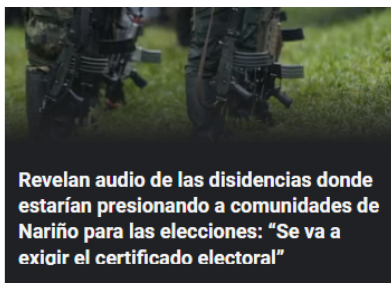 Revelan audio de las disidencias donde
estarían presionando a comunidades de
Nariño para las elecciones: “Se va a
exigir el certificado electoral”